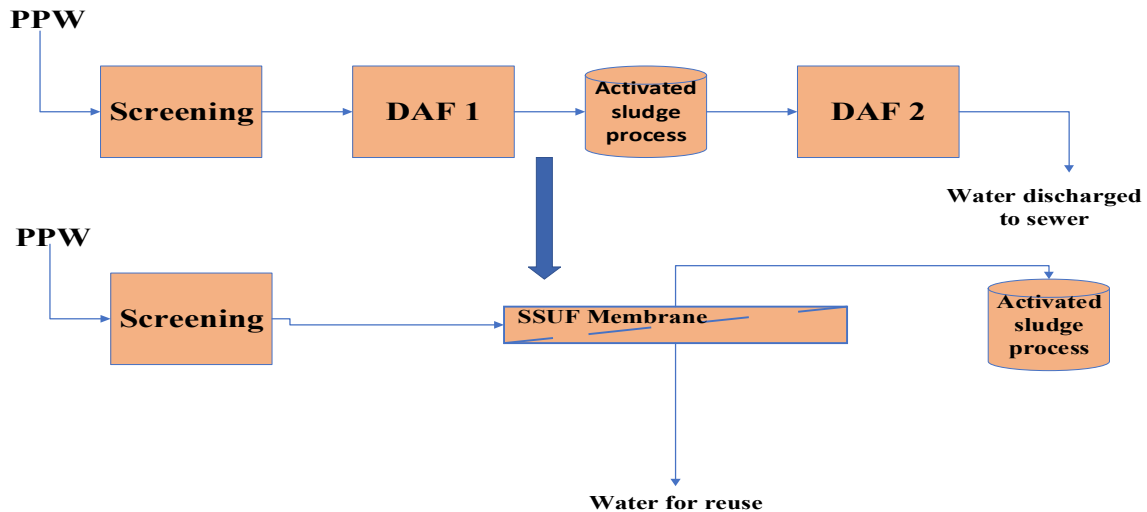 PPW
Screening
DAF 1
Activated
sludge
process
DAF 2
Water discharged
to sewer
PPW
Screening
SSUF Membrane
Activated
sludge
process
Water for reuse